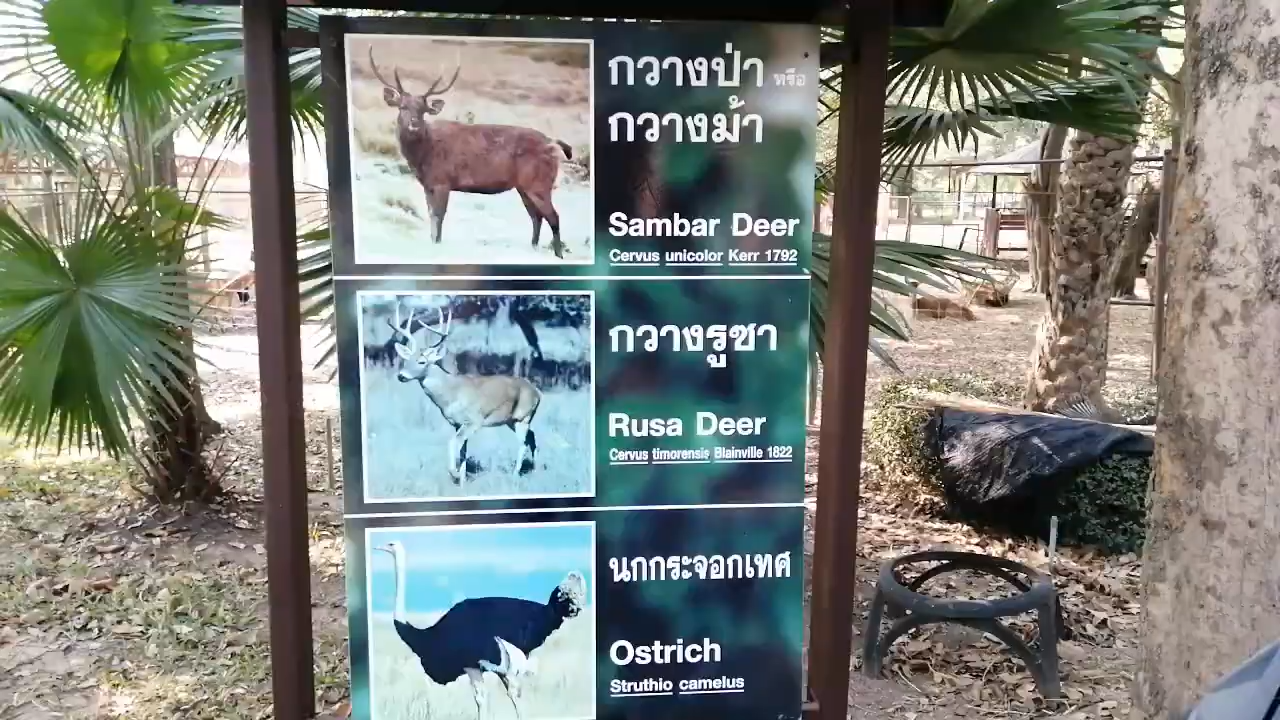 กวางป่า หรือ
กวางม้า
Sambar Deer
Cervus unicolor Kerr 1792
กวางรูซา
Rusa Deer
Cervus timorensis Blainville 1822
นกกระจอกเทศ
Ostrich
Struthio camelus